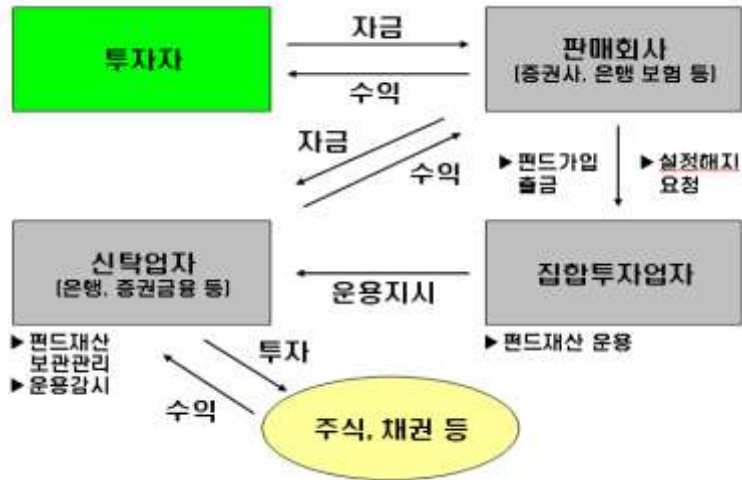 투자자
자금
수익
판매회사
(증권사, 은행 보험 등)
자금
수익
▶펀드가입
출금
▶설정해지
요청
신탁업자
(은행, 증권금융 등)
운용지시
집합투자업자
▶펀드재산
보관관리
▶운용감시
▶펀드재산 운용
투자
수익
주식, 채권 등